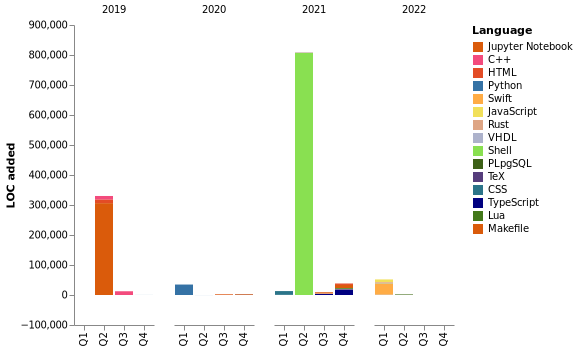 2019 2020 2021 2022
900,000
800,000
700,000
600,000
500,000
400,000
300,000
200,000
100,000
0
−100,000
LOC added
Q1 Q2 Q3 Q4 Q1 Q2 Q3 Q4 Q1 Q2 Q3 Q4 Q1 Q2 Q3 Q4
Language
Jupyter Notebook
C++
HTML
Python
Swift
JavaScript
Rust
VHDL
Shell
PLpgSQL
TeX
CSS
TypeScript
Lua
Makefile